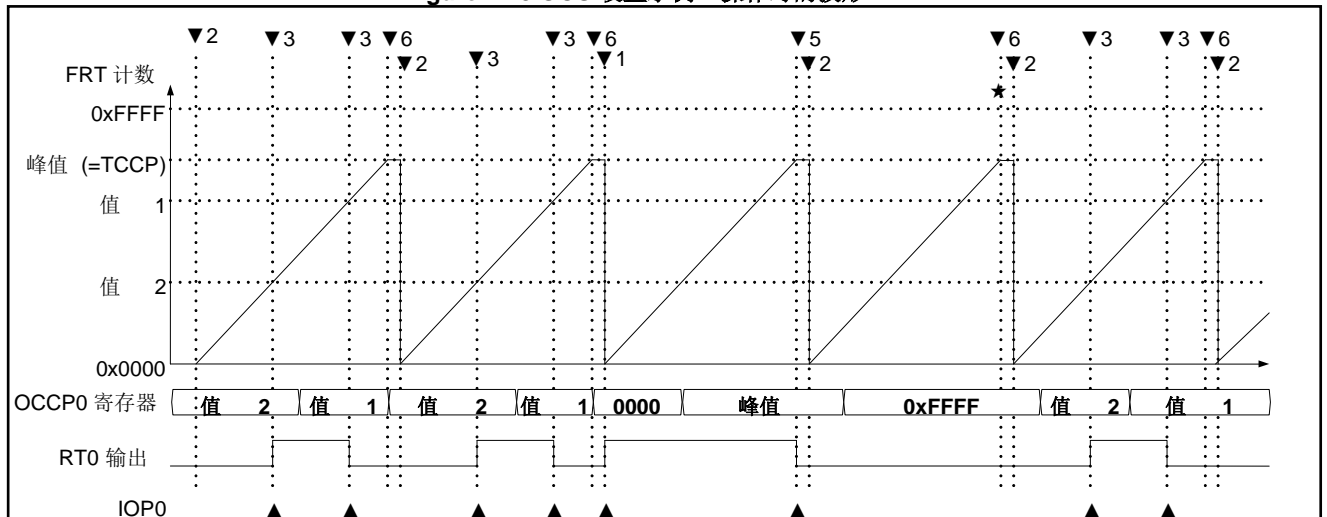 ▼2 ▼3 ▼3 ▼6 ▼3 ▼6 ▼5 ▼6 ▼3 ▼3 ▼6
▼2 ▼3 ▼1 ▼2 ▼2 ▼2
FRT 计数
★
0xFFFF
峰值 (=TCCP)
值 1
值 2
0x0000
OCCP0 寄存器 值 2 值 1 值 2 值 1 0000 峰值 0xFFFF 值 2 值 1
RT0 输出
IOP0 ▲ ▲ ▲ ▲ ▲ ▲ ▲ ▲